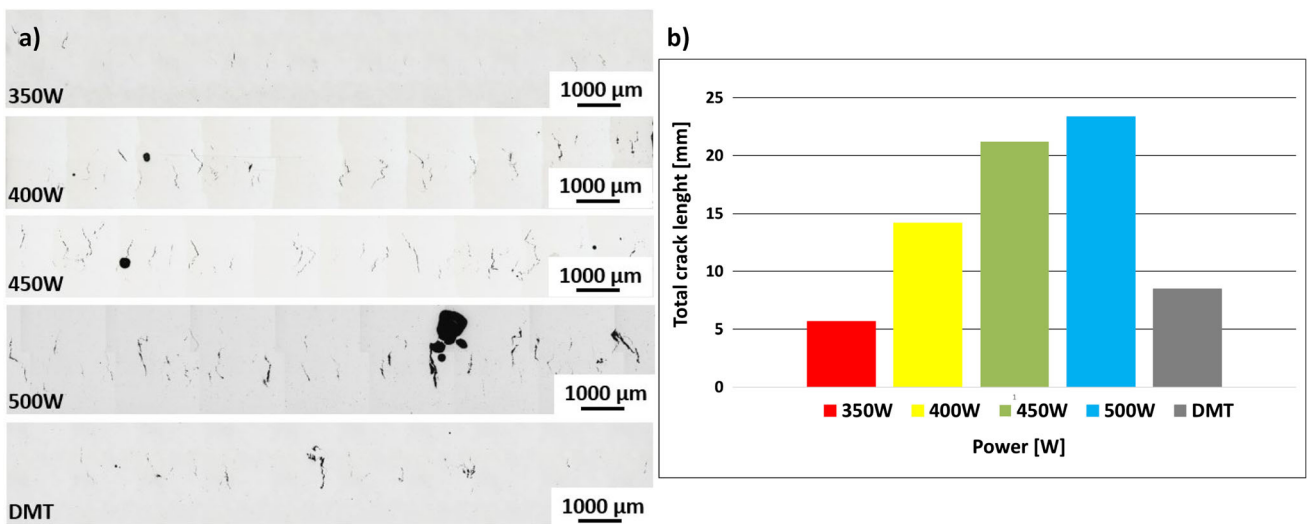 a)
350W
1000 µm
400W
1000 µm
450W
1000 µm
500W
1000 µm
DMT
1000 µm
b)
Total crack lenght [mm]
25
20
15
10
5
0
1
350W 400W 450W 500W DMT
Power [W]